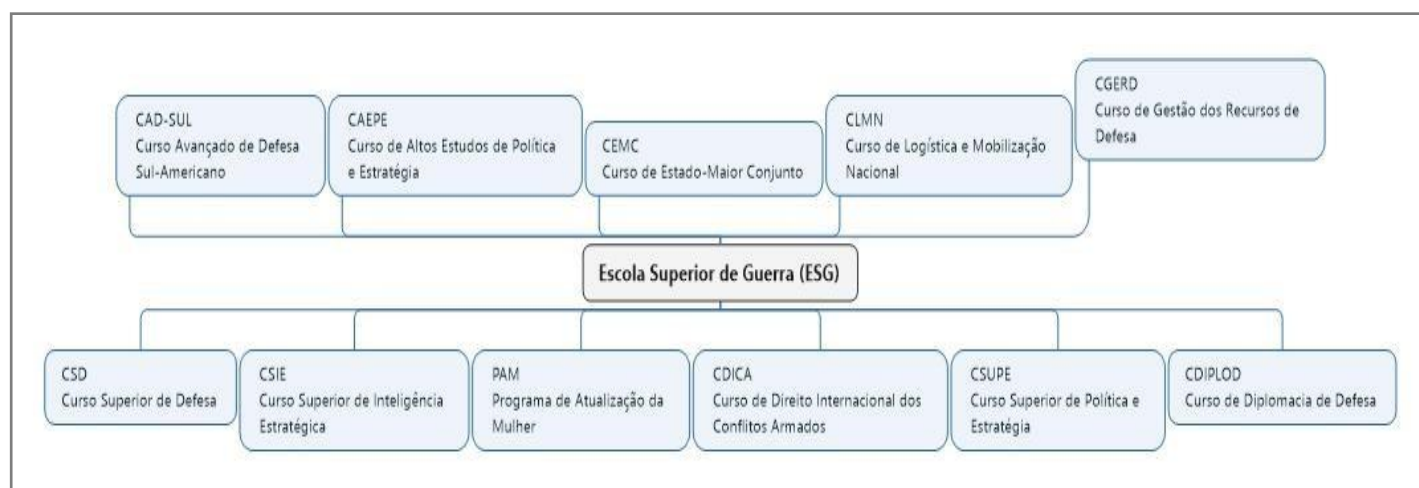 CAD-SUL
Curso Avançado de Defesa
Sul-Americano
CAEPE
Curso de Altos Estudos de Política
e Estratégia
CEMC
Curso de Estado-Maior Conjunto
CLMN
Curso de Logística e Mobilização
Nacional
CGERD
Curso de Gestão dos Recursos de
Defesa
Escola Superior de Guerra (ESG)
CSD
Curso Superior de Defesa
CSIE
Curso Superior de Inteligência
Estratégica
PAM
Programa de Atualização da
Mulher
CDICA
Curso de Direito Internacional dos
Conflitos Armados
CSUPE
Curso Superior de Política e
Estratégia
CDIPLOD
Curso de Diplomacia de Defesa